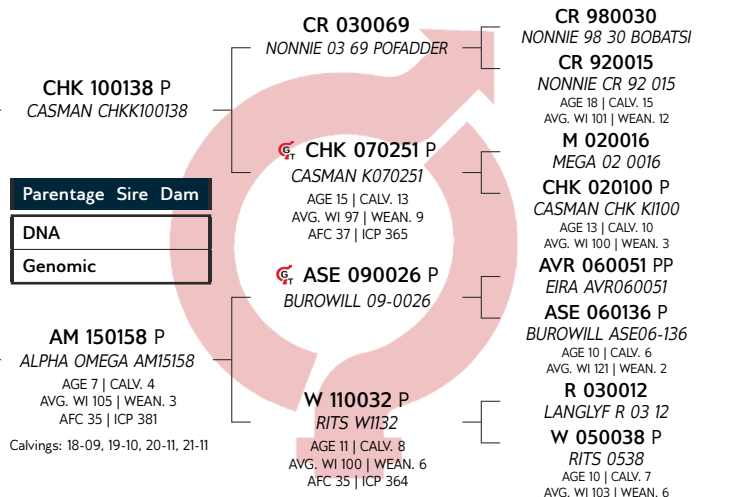 CHK 100138 P
CASMAN CHKK100138
Parentage Sire Dam
DNA
Genomic
AM 150158 P
ALPHA OMEGA AM15158
AGE 7 | CALV. 4
AVG. WI 105 | WEAN. 3
AFC 35 | ICP 381
Calvings: 18-09, 19-10, 20-11, 21-11
CR 030069
NONNIE 03 69 POFADDER
GT CHK 070251 P
CASMAN K070251
AGE 15 | CALV. 13
AVG. WI 97 | WEAN. 9
AFC 37 | ICP 365
GT ASE 090026 P
BUROWILL 09-0026
W 110032 P
RITS W1132
AGE 11 | CALV. 8
AVG. WI 100 | WEAN. 6
AFC 35 | ICP 364
CR 980030
NONNIE 98 30 BOBATSI
CR 920015
NONNIE CR 92 015
AGE 18 | CALV. 15
AVG. WI 101 | WEAN. 12
M 020016
MEGA 02 0016
CHK 020100 P
CASMAN CHK KI100
AGE 13 | CALV. 10
AVG. WI 100 | WEAN. 3
AVR 060051 PP
EIRA AVR060051
ASE 060136 P
BUROWILL ASE06-136
AGE 10 | CALV. 6
AVG. WI 121 | WEAN. 2
R 030012
LANGLYF R 03 12
W 050038 P
RITS 0538
AGE 10 | CALV. 7
AVG. WI 103 | WEAN. 6